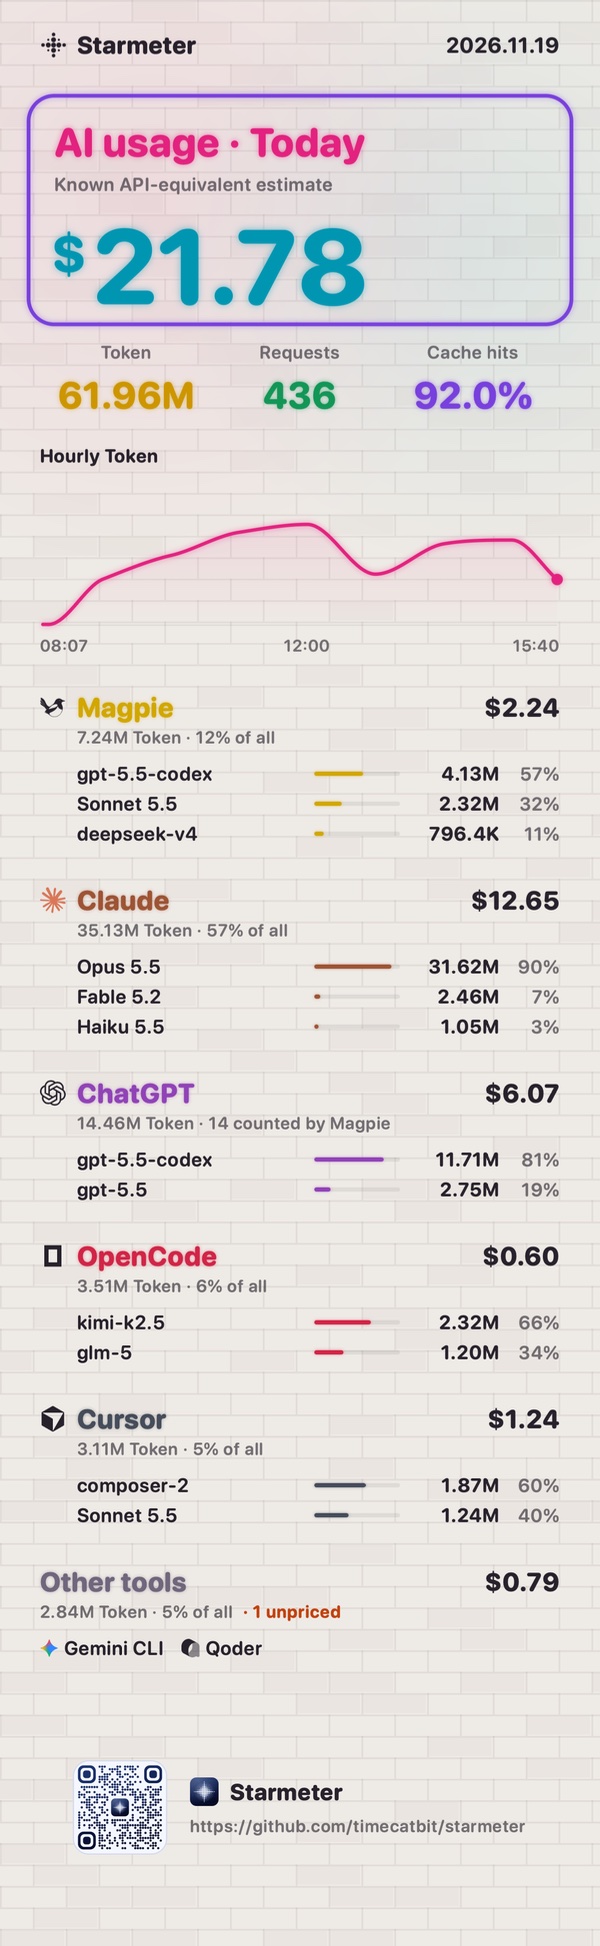 Starmeter
2026.11.19
AI usage · Today
Known API-equivalent estimate
$21.78
Token Requests Cache hits
61.96M 436 92.0%
Hourly Token
08:07 12:00 15:40
Magpie $2.24
7.24M Token · 12% of all
gpt-5.5-codex 4.13M 57%
Sonnet 5.5 2.32M 32%
deepseek-v4 796.4K 11%
Claude $12.65
35.13M Token · 57% of all
Opus 5.5 31.62M 90%
Fable 5.2 2.46M 7%
Haiku 5.5 1.05M 3%
ChatGPT $6.07
14.46M Token · 14 counted by Magpie
gpt-5.5-codex 11.71M 81%
gpt-5.5 2.75M 19%
OpenCode $0.60
3.51M Token · 6% of all
kimi-k2.5 2.32M 66%
glm-5 1.20M 34%
Cursor $1.24
3.11M Token · 5% of all
composer-2 1.87M 60%
Sonnet 5.5 1.24M 40%
Other tools $0.79
2.84M Token · 5% of all · 1 unpriced
Gemini CLI Qoder
Starmeter
https://github.com/timecatbit/starmeter